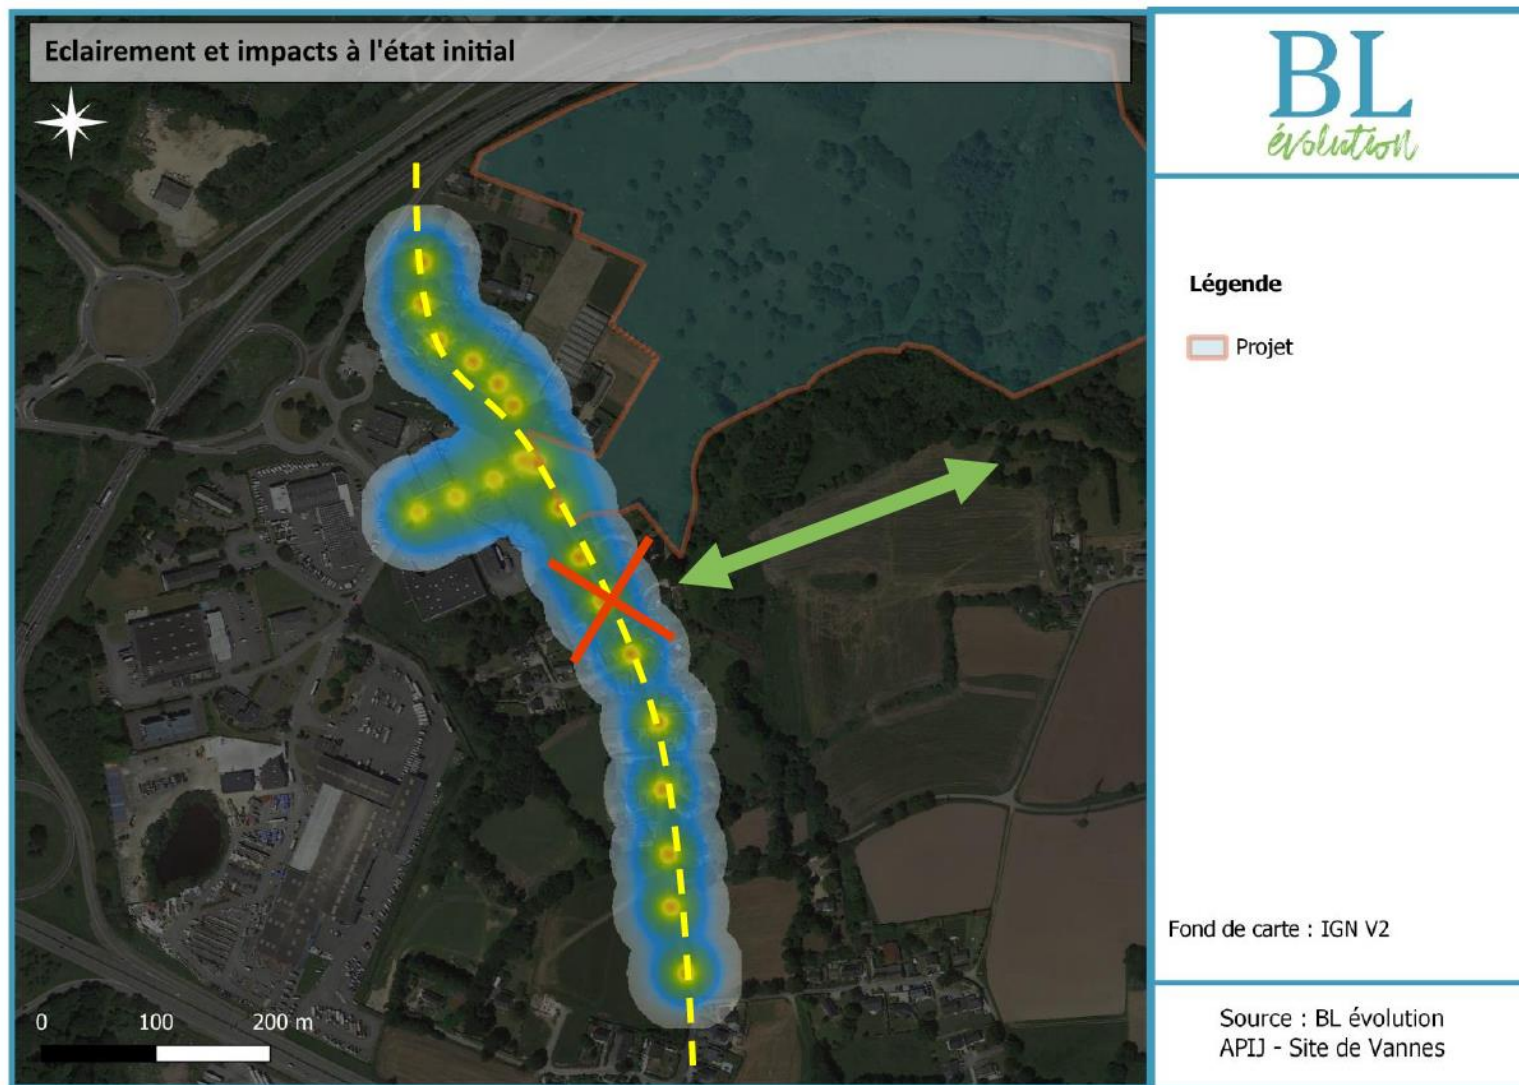 Eclairement et impacts à l'état initial
BL
évolution
Légende
Projet
Fond de carte : IGN V2
0 100 200 m
Source : BL évolution
APIJ - Site de Vannes